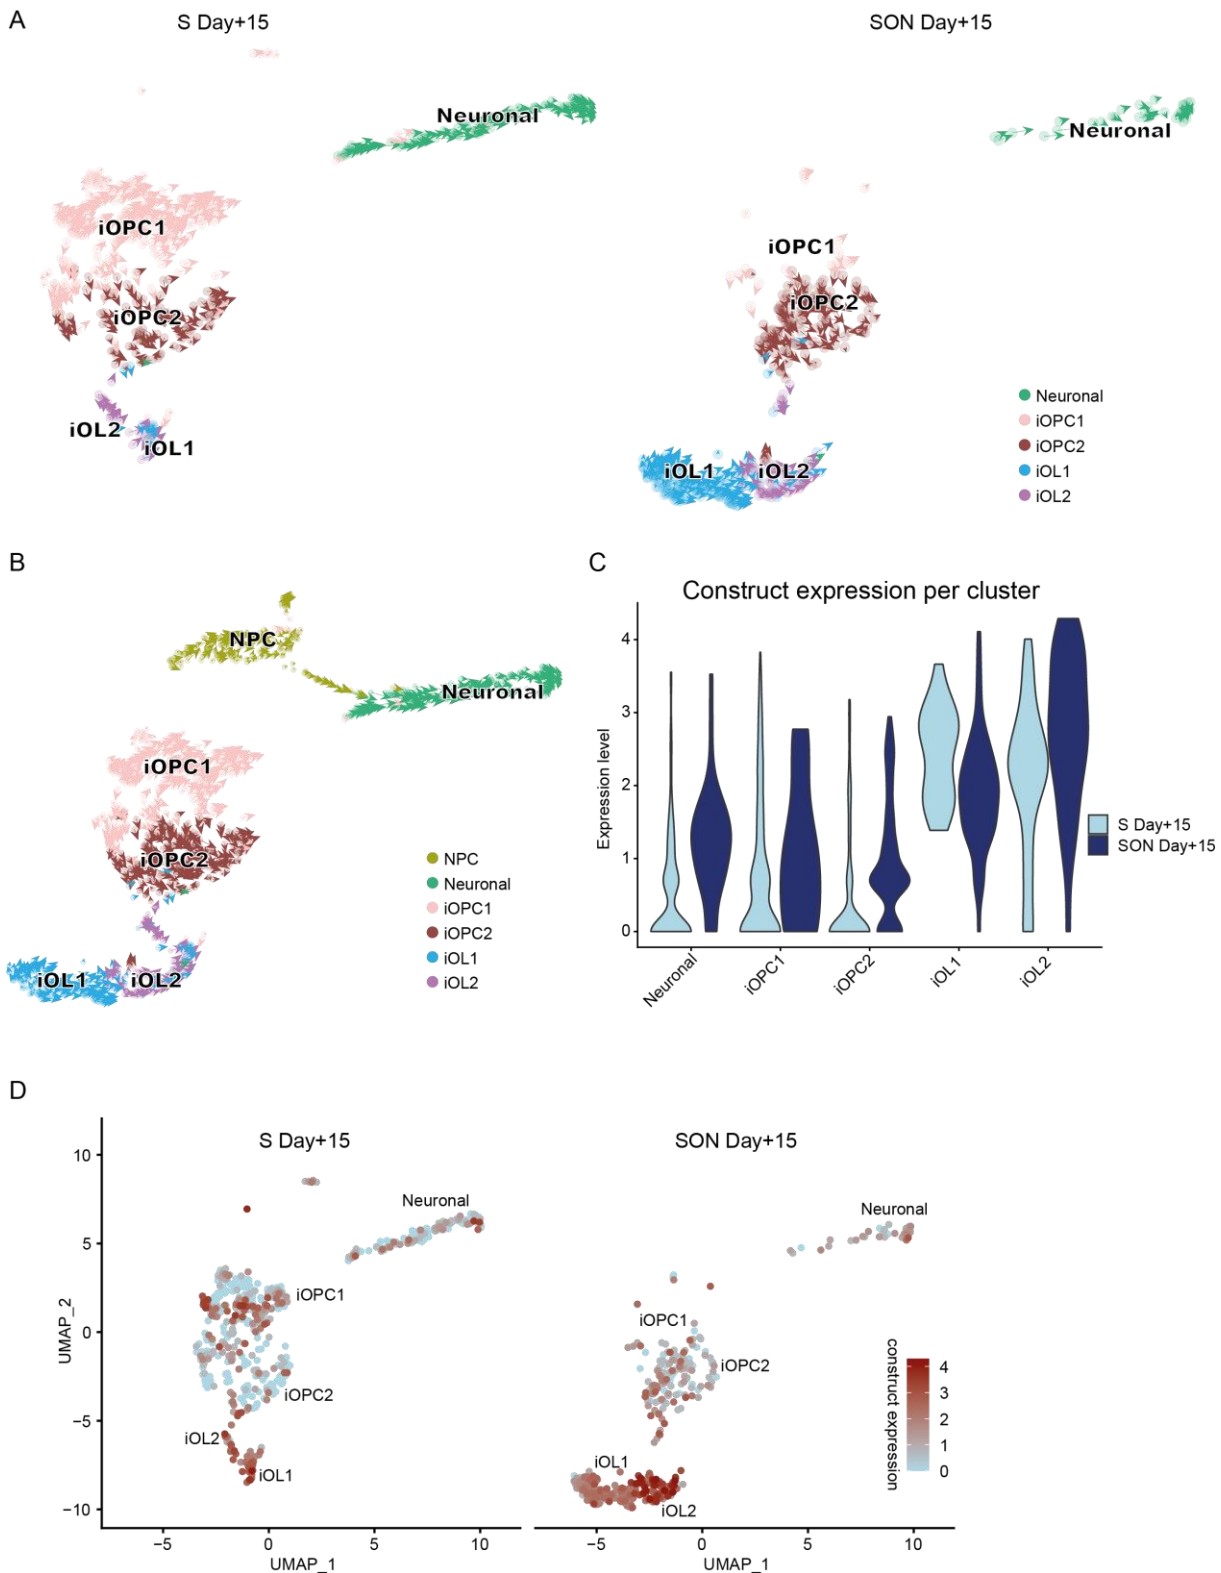 A
S Day+15
SON Day+15
Neuronal
Neuronal
iOPC1
iOPC1
iOPC2
iOPC2
iOL2
iOL1
iOL1
iOL2
Neuronal
iOPC1
iOPC2
iOL1
iOL2
B
NPC
Neuronal
iOPC1
iOPC2
iOL1
iOL2
NPC
Neuronal
iOPC1
iOPC2
iOL1
iOL2
C
Construct expression per cluster
Expression level
4
3
2
1
0
Neuronal
iOPC1
iOPC2
iOL1
iOL2
S Day+15
SON Day+15
D
S Day+15
SON Day+15
UMAP_2
10
5
0
−5
−10
Neuronal
iOPC1
iOPC2
iOL2
iOL1
−5
0
5
10
UMAP_1
Neuronal
iOPC1
iOPC2
iOL1
iOL2
−5
0
5
10
UMAP_1
construct expression
4
3
2
1
0